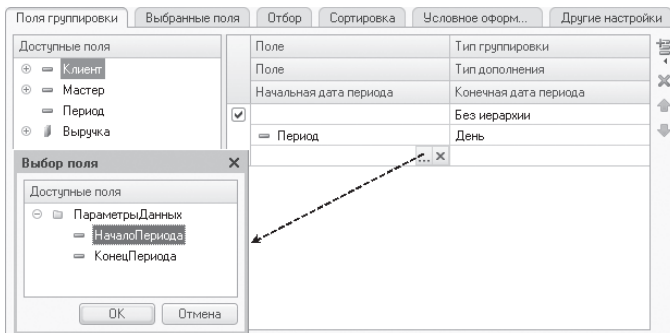 Поля группировки Выбранные поля Отбор Сортировка Условное оформ... Другие настройки
Доступные поля
Клиент
Мастер
Период
Выручка
Поле Тип группировки
Поле Тип дополнения
Начальная дата периода Конечная дата периода
Без иерархии
Период День
... ×
Выбор поля ×
Доступные поля
ПараметрыДанных
НачалоПериода
КонецПериода
ОК Отмена